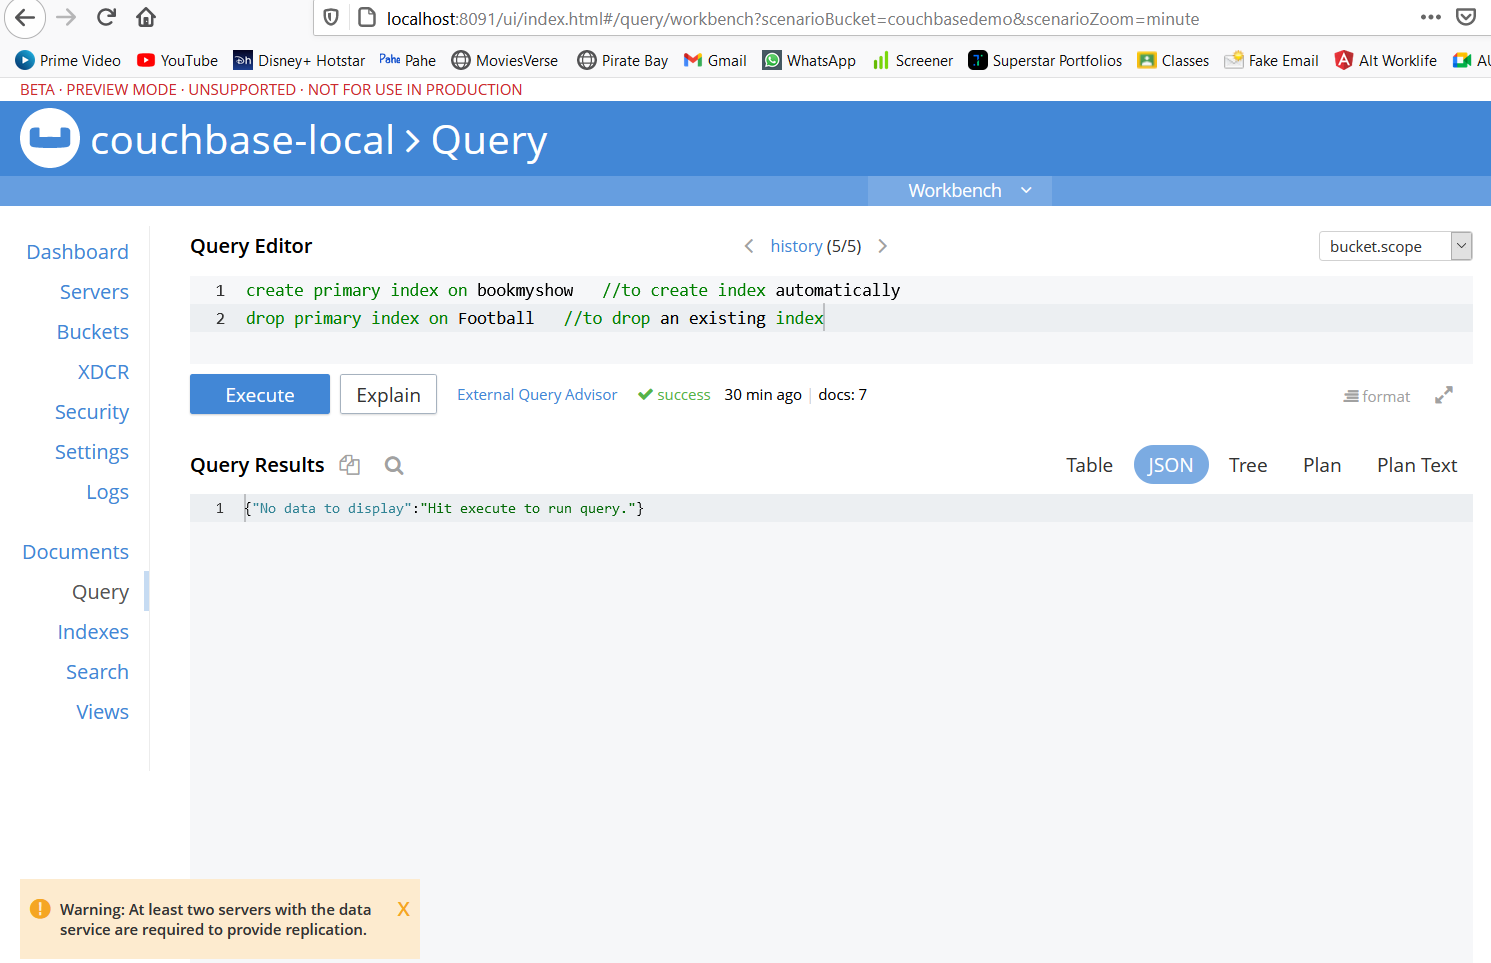 localhost:8091/ui/index.html#/query/workbench?scenarioBucket=couchbasedemo&scenarioZoom=minute
Prime Video YouTube Disney+ Hotstar Pahe Pahe MoviesVerse Pirate Bay Gmail WhatsApp Screener Superstar Portfolios Classes Fake Email Alt Worklife AU
BETA · PREVIEW MODE · UNSUPPORTED · NOT FOR USE IN PRODUCTION
couchbase-local > Query
Workbench
Dashboard
Servers
Buckets
XDCR
Security
Settings
Logs
Documents
Query
Indexes
Search
Views
Query Editor
history (5/5)
bucket.scope
1 create primary index on bookmyshow //to create index automatically
2 drop primary index on Football //to drop an existing index
Execute Explain External Query Advisor success 30 min ago docs: 7
format
Query Results
Table JSON Tree Plan Plan Text
1 {"No data to display":"Hit execute to run query."}
Warning: At least two servers with the data X
service are required to provide replication.